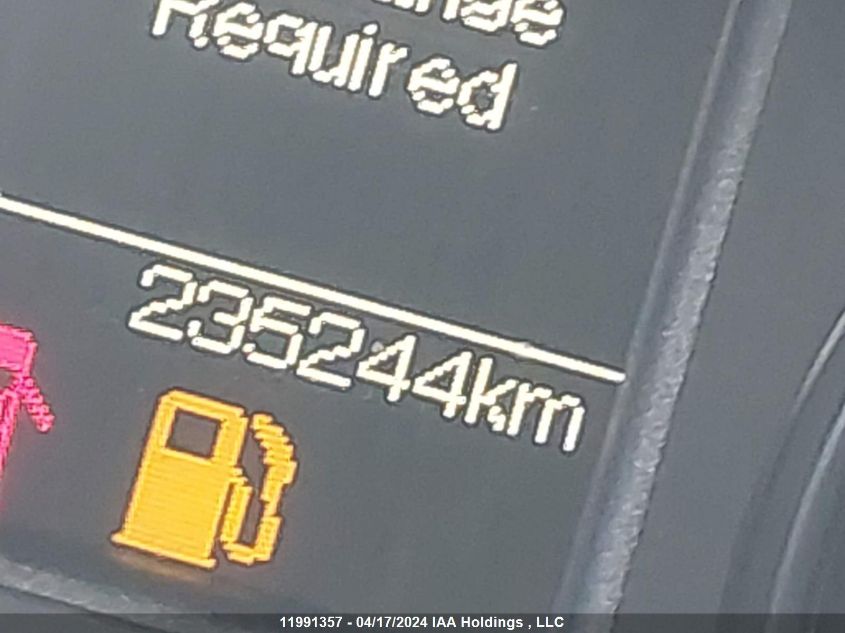 Required
235244km
11991357 - 04/17/2024 IAA Holdings , LLC